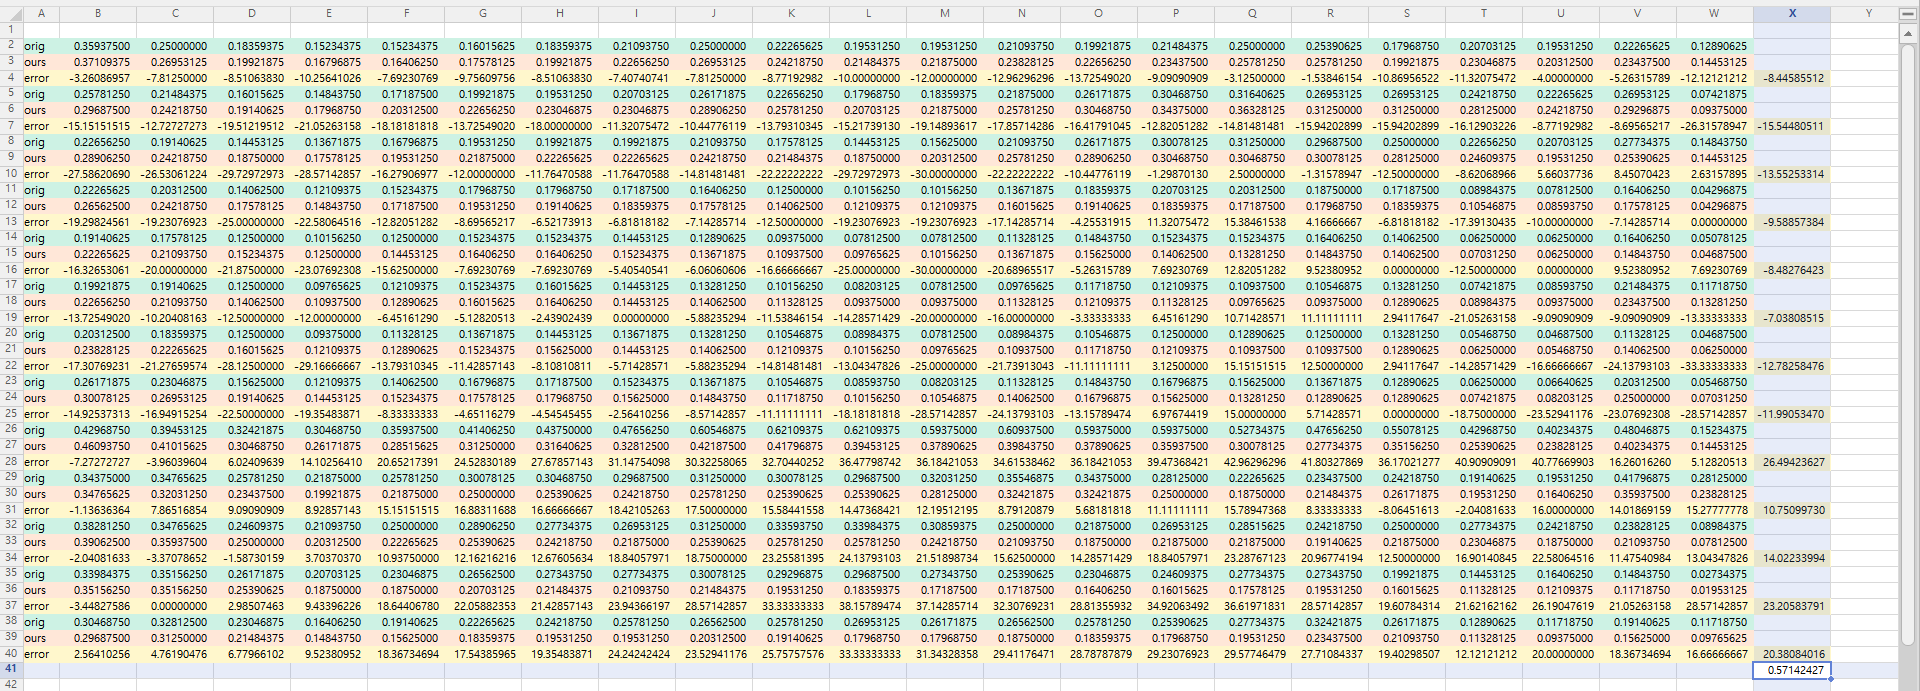 A B C D E F G H I J K L M N O P Q R S T U V W X Y
1
2 orig 0.35937500 0.25000000 0.18359375 0.15234375 0.15234375 0.16015625 0.18359375 0.21093750 0.25000000 0.22265625 0.19531250 0.19531250 0.21093750 0.19921875 0.21484375 0.25000000 0.25390625 0.17968750 0.20703125 0.19531250 0.22265625 0.12890625
3 ours 0.37109375 0.26953125 0.19921875 0.16796875 0.16406250 0.17578125 0.19921875 0.22656250 0.26953125 0.24218750 0.21484375 0.21875000 0.23828125 0.22656250 0.23437500 0.25781250 0.25781250 0.19921875 0.23046875 0.20312500 0.23437500 0.14453125
4 error -3.26086957 -7.81250000 -8.51063830 -10.25641026 -7.69230769 -9.75609756 -8.51063830 -7.40740741 -7.81250000 -8.77192982 -10.00000000 -12.00000000 -12.96296296 -13.72549020 -9.09090909 -3.12500000 -1.53846154 -10.86956522 -11.32075472 -4.00000000 -5.26315789 -12.12121212 -8.44585512
5 orig 0.25781250 0.21484375 0.16015625 0.14843750 0.17187500 0.19921875 0.19531250 0.20703125 0.26171875 0.22656250 0.17968750 0.18359375 0.21875000 0.26171875 0.30468750 0.31640625 0.26953125 0.26953125 0.24218750 0.22265625 0.26953125 0.07421875
6 ours 0.29687500 0.24218750 0.19140625 0.17968750 0.20312500 0.22656250 0.23046875 0.23046875 0.28906250 0.25781250 0.20703125 0.21875000 0.25781250 0.30468750 0.34375000 0.36328125 0.31250000 0.31250000 0.28125000 0.24218750 0.29296875 0.09375000
7 error -15.15151515 -12.72727273 -19.51219512 -21.05263158 -18.18181818 -13.72549020 -18.00000000 -11.32075472 -10.44776119 -13.79310345 -15.21739130 -19.14893617 -17.85714286 -16.41791045 -12.82051282 -14.81481481 -15.94202899 -15.94202899 -16.12903226 -8.77192982 -8.69565217 -26.31578947 -15.54480511
8 orig 0.22656250 0.19140625 0.14453125 0.13671875 0.16796875 0.19531250 0.19921875 0.19921875 0.21093750 0.17578125 0.14453125 0.15625000 0.21093750 0.26171875 0.30078125 0.31250000 0.29687500 0.25000000 0.22656250 0.20703125 0.27734375 0.14843750
9 ours 0.28906250 0.24218750 0.18750000 0.17578125 0.19531250 0.21875000 0.22265625 0.22265625 0.24218750 0.21484375 0.18750000 0.20312500 0.25781250 0.28906250 0.30468750 0.30468750 0.30078125 0.28125000 0.24609375 0.19531250 0.25390625 0.14453125
10 error -27.58620690 -26.53061224 -29.72972973 -28.57142857 -16.27906977 -12.00000000 -11.76470588 -11.76470588 -14.81481481 -22.22222222 -29.72972973 -30.00000000 -22.22222222 -10.44776119 -1.29870130 2.50000000 -1.31578947 -12.50000000 -8.62068966 5.66037736 8.45070423 2.63157895 -13.55253314
11 orig 0.22265625 0.20312500 0.14062500 0.12109375 0.15234375 0.17968750 0.17968750 0.17187500 0.16406250 0.12500000 0.10156250 0.10156250 0.13671875 0.18359375 0.20703125 0.20312500 0.18750000 0.17187500 0.08984375 0.07812500 0.16406250 0.04296875
12 ours 0.26562500 0.24218750 0.17578125 0.14843750 0.17187500 0.19531250 0.19140625 0.18359375 0.17578125 0.14062500 0.12109375 0.12109375 0.16015625 0.19140625 0.18359375 0.17187500 0.17968750 0.18359375 0.10546875 0.08593750 0.17578125 0.04296875
13 error -19.29824561 -19.23076923 -25.00000000 -22.58064516 -12.82051282 -8.69565217 -6.52173913 -6.81818182 -7.14285714 -12.50000000 -19.23076923 -19.23076923 -17.14285714 -4.25531915 11.32075472 15.38461538 4.16666667 -6.81818182 -17.39130435 -10.00000000 -7.14285714 0.00000000 -9.58857384
14 orig 0.19140625 0.17578125 0.12500000 0.10156250 0.12500000 0.15234375 0.15234375 0.14453125 0.12890625 0.09375000 0.07812500 0.07812500 0.11328125 0.14843750 0.15234375 0.15234375 0.16406250 0.14062500 0.06250000 0.06250000 0.16406250 0.05078125
15 ours 0.22265625 0.21093750 0.15234375 0.12500000 0.14453125 0.16406250 0.16406250 0.15234375 0.13671875 0.10937500 0.09765625 0.10156250 0.13671875 0.15625000 0.14062500 0.13281250 0.14843750 0.14062500 0.07031250 0.06250000 0.14843750 0.04687500
16 error -16.32653061 -20.00000000 -21.87500000 -23.07692308 -15.62500000 -7.69230769 -7.69230769 -5.40540541 -6.06060606 -16.66666667 -25.00000000 -30.00000000 -20.68965517 -5.26315789 7.69230769 12.82051282 9.52380952 0.00000000 -12.50000000 0.00000000 9.52380952 7.69230769 -8.48276423
17 orig 0.19921875 0.19140625 0.12500000 0.09765625 0.12109375 0.15234375 0.16015625 0.14453125 0.13281250 0.10156250 0.08203125 0.07812500 0.09765625 0.11718750 0.12109375 0.10937500 0.10546875 0.13281250 0.07421875 0.08593750 0.21484375 0.11718750
18 ours 0.22656250 0.21093750 0.14062500 0.10937500 0.12890625 0.16015625 0.16406250 0.14453125 0.14062500 0.11328125 0.09375000 0.09375000 0.11328125 0.12109375 0.11328125 0.09765625 0.09375000 0.12890625 0.08984375 0.09375000 0.23437500 0.13281250
19 error -13.72549020 -10.20408163 -12.50000000 -12.00000000 -6.45161290 -5.12820513 -2.43902439 0.00000000 -5.88235294 -11.53846154 -14.28571429 -20.00000000 -16.00000000 -3.33333333 6.45161290 10.71428571 11.11111111 2.94117647 -21.05263158 -9.09090909 -9.09090909 -13.33333333 -7.03808515
20 orig 0.20312500 0.18359375 0.12500000 0.09375000 0.11328125 0.13671875 0.14453125 0.13671875 0.13281250 0.10546875 0.08984375 0.07812500 0.08984375 0.10546875 0.12500000 0.12890625 0.12500000 0.13281250 0.05468750 0.04687500 0.11328125 0.04687500
21 ours 0.23828125 0.22265625 0.16015625 0.12109375 0.12890625 0.15234375 0.15625000 0.14453125 0.14062500 0.12109375 0.10156250 0.09765625 0.10937500 0.11718750 0.12109375 0.10937500 0.10937500 0.12890625 0.06250000 0.05468750 0.14062500 0.06250000
22 error -17.30769231 -21.27659574 -28.12500000 -29.16666667 -13.79310345 -11.42857143 -8.10810811 -5.71428571 -5.88235294 -14.81481481 -13.04347826 -25.00000000 -21.73913043 -11.11111111 3.12500000 15.15151515 12.50000000 2.94117647 -14.28571429 -16.66666667 -24.13793103 -33.33333333 -12.78258476
23 orig 0.26171875 0.23046875 0.15625000 0.12109375 0.14062500 0.16796875 0.17187500 0.15234375 0.13671875 0.10546875 0.08593750 0.08203125 0.11328125 0.14843750 0.16796875 0.15625000 0.13671875 0.12890625 0.06250000 0.06640625 0.20312500 0.05468750
24 ours 0.30078125 0.26953125 0.19140625 0.14453125 0.15234375 0.17578125 0.17968750 0.15625000 0.14843750 0.11718750 0.10156250 0.10546875 0.14062500 0.16796875 0.15625000 0.13281250 0.12890625 0.12890625 0.07421875 0.08203125 0.25000000 0.07031250
25 error -14.92537313 -16.94915254 -22.50000000 -19.35483871 -8.33333333 -4.65116279 -4.54545455 -2.56410256 -8.57142857 -11.11111111 -18.18181818 -28.57142857 -24.13793103 -13.15789474 6.97674419 15.00000000 5.71428571 0.00000000 -18.75000000 -23.52941176 -23.07692308 -28.57142857 -11.99053470
26 orig 0.42968750 0.39453125 0.32421875 0.30468750 0.35937500 0.41406250 0.43750000 0.47656250 0.60546875 0.62109375 0.62109375 0.59375000 0.60937500 0.59375000 0.59375000 0.52734375 0.47656250 0.55078125 0.42968750 0.40234375 0.48046875 0.15234375
27 ours 0.46093750 0.41015625 0.30468750 0.26171875 0.28515625 0.31250000 0.31640625 0.32812500 0.42187500 0.41796875 0.39453125 0.37890625 0.39843750 0.37890625 0.35937500 0.30078125 0.27734375 0.35156250 0.25390625 0.23828125 0.40234375 0.14453125
28 error -7.27272727 -3.96039604 6.02409639 14.10256410 20.65217391 24.52830189 27.67857143 31.14754098 30.32258065 32.70440252 36.47798742 36.18421053 34.61538462 36.18421053 39.47368421 42.96296296 41.80327869 36.17021277 40.90909091 40.77669903 16.26016260 5.12820513 26.49423627
29 orig 0.34375000 0.34765625 0.25781250 0.21875000 0.25781250 0.30078125 0.30468750 0.29687500 0.31250000 0.30078125 0.29687500 0.32031250 0.35546875 0.34375000 0.28125000 0.22265625 0.23437500 0.24218750 0.19140625 0.19531250 0.41796875 0.28125000
30 ours 0.34765625 0.32031250 0.23437500 0.19921875 0.21875000 0.25000000 0.25390625 0.24218750 0.25781250 0.25390625 0.25390625 0.28125000 0.32421875 0.32421875 0.25000000 0.18750000 0.21484375 0.26171875 0.19531250 0.16406250 0.35937500 0.23828125
31 error -1.13636364 7.86516854 9.09090909 8.92857143 15.15151515 16.88311688 16.66666667 18.42105263 17.50000000 15.58441558 14.47368421 12.19512195 8.79120879 5.68181818 11.11111111 15.78947368 8.33333333 -8.06451613 -2.04081633 16.00000000 14.01869159 15.27777778 10.75099730
32 orig 0.38281250 0.34765625 0.24609375 0.21093750 0.25000000 0.28906250 0.27734375 0.26953125 0.31250000 0.33593750 0.33984375 0.30859375 0.25000000 0.21875000 0.26953125 0.28515625 0.24218750 0.25000000 0.27734375 0.24218750 0.23828125 0.08984375
33 ours 0.39062500 0.35937500 0.25000000 0.20312500 0.22265625 0.25390625 0.24218750 0.21875000 0.25390625 0.25781250 0.25781250 0.24218750 0.21093750 0.18750000 0.21875000 0.21875000 0.19140625 0.21875000 0.23046875 0.18750000 0.21093750 0.07812500
34 error -2.04081633 -3.37078652 -1.58730159 3.70370370 10.93750000 12.16216216 12.67605634 18.84057971 18.75000000 23.25581395 24.13793103 21.51898734 15.62500000 14.28571429 18.84057971 23.28767123 20.96774194 12.50000000 16.90140845 22.58064516 11.47540984 13.04347826 14.02233994
35 orig 0.33984375 0.35156250 0.26171875 0.20703125 0.23046875 0.26562500 0.27343750 0.27734375 0.30078125 0.29296875 0.29687500 0.27343750 0.25390625 0.23046875 0.24609375 0.27734375 0.27343750 0.19921875 0.14453125 0.16406250 0.14843750 0.02734375
36 ours 0.35156250 0.35156250 0.25390625 0.18750000 0.18750000 0.20703125 0.21484375 0.21093750 0.21484375 0.19531250 0.18359375 0.17187500 0.17187500 0.16406250 0.16015625 0.17578125 0.19531250 0.16015625 0.11328125 0.12109375 0.11718750 0.01953125
37 error -3.44827586 0.00000000 2.98507463 9.43396226 18.64406780 22.05882353 21.42857143 23.94366197 28.57142857 33.33333333 38.15789474 37.14285714 32.30769231 28.81355932 34.92063492 36.61971831 28.57142857 19.60784314 21.62162162 26.19047619 21.05263158 28.57142857 23.20583791
38 orig 0.30468750 0.32812500 0.23046875 0.16406250 0.19140625 0.22265625 0.24218750 0.25781250 0.26562500 0.25781250 0.26953125 0.26171875 0.26562500 0.25781250 0.25390625 0.27734375 0.32421875 0.26171875 0.12890625 0.11718750 0.19140625 0.11718750
39 ours 0.29687500 0.31250000 0.21484375 0.14843750 0.15625000 0.18359375 0.19531250 0.19531250 0.20312500 0.19140625 0.17968750 0.17968750 0.18750000 0.18359375 0.17968750 0.19531250 0.23437500 0.21093750 0.11328125 0.09375000 0.15625000 0.09765625
40 error 2.56410256 4.76190476 6.77966102 9.52380952 18.36734694 17.54385965 19.35483871 24.24242424 23.52941176 25.75757576 33.33333333 31.34328358 29.41176471 28.78787879 29.23076923 29.57746479 27.71084337 19.40298507 12.12121212 20.00000000 18.36734694 16.66666667 20.38084016
41 0.57142427
42